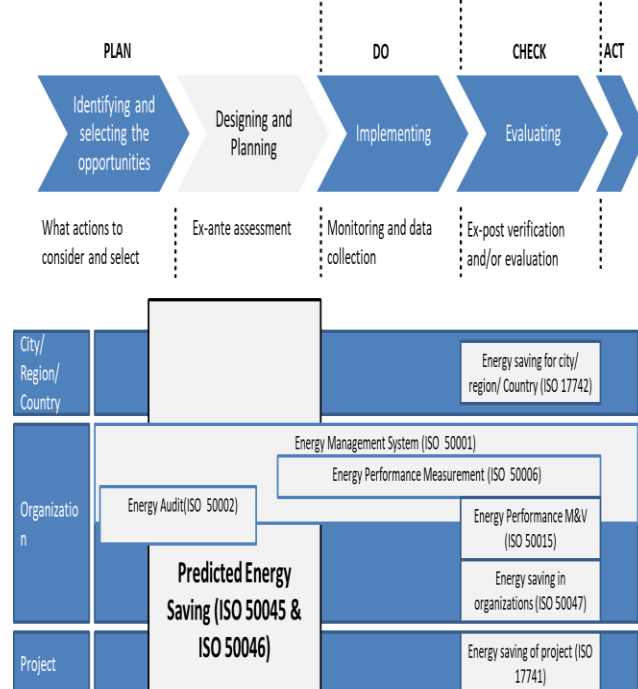 PLAN
DO
CHECK
ACT
Identifying and
selecting the
opportunities
Designing and
Planning
Implementing
Evaluating
What actions to
consider and select
Ex-ante assessment
Monitoring and data
collection
Ex-post verification
and/or evaluation
City/
Region/
Country
Energy saving for city/
region/ Country (ISO 17742)
Organizatio
n
Energy Management System (ISO 50001)
Energy Performance Measurement (ISO 50006)
Energy Audit(ISO 50002)
Energy Performance M&V
(ISO 50015)
Predicted Energy
Saving (ISO 50045 &
ISO 50046)
Energy saving in
organizations (ISO 50047)
Project
Energy saving of project (ISO
17741)